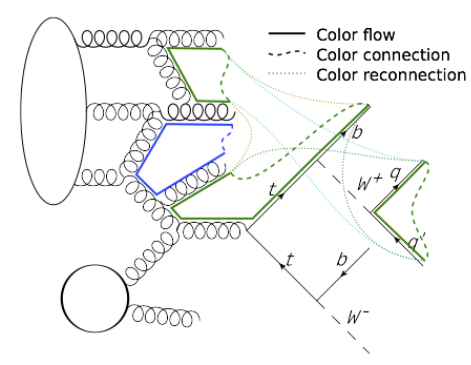 Color flow
Color connection
Color reconnection
b
t
W⁺
q
q'
t
b
W⁻